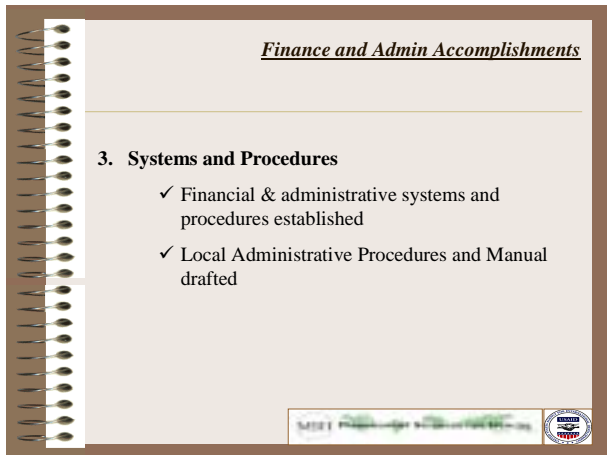 Finance and Admin Accomplishments
3. Systems and Procedures
✓ Financial & administrative systems and
procedures established
✓ Local Administrative Procedures and Manual
drafted
USAID